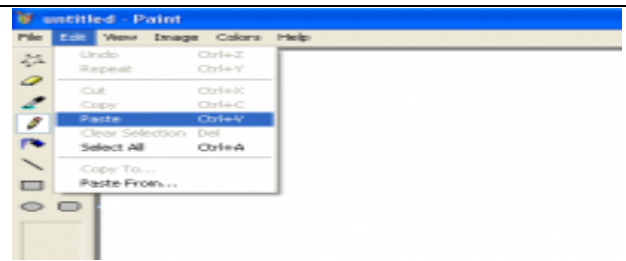 untitled - Paint
File Edit View Image Colors Help
Undo Ctrl+Z
Repeat Ctrl+Y
Cut Ctrl+X
Copy Ctrl+C
Paste Ctrl+V
Clear Selection Del
Select All Ctrl+A
Copy To...
Paste From...